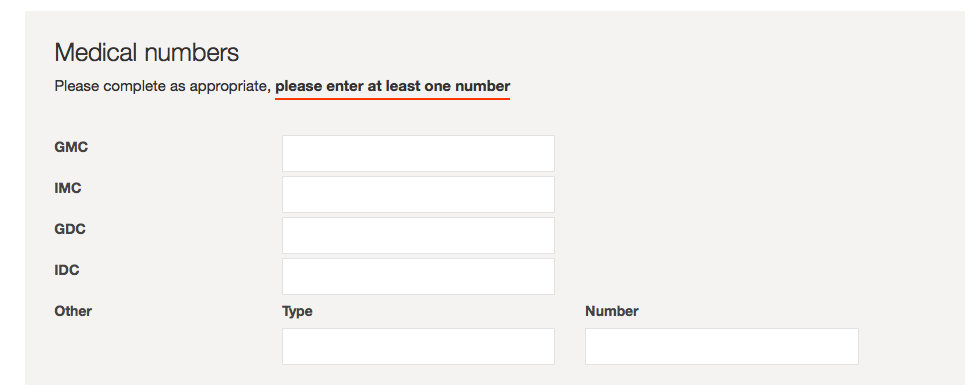 Medical numbers
Please complete as appropriate, please enter at least one number
GMC
IMC
GDC
IDC
Other Type Number